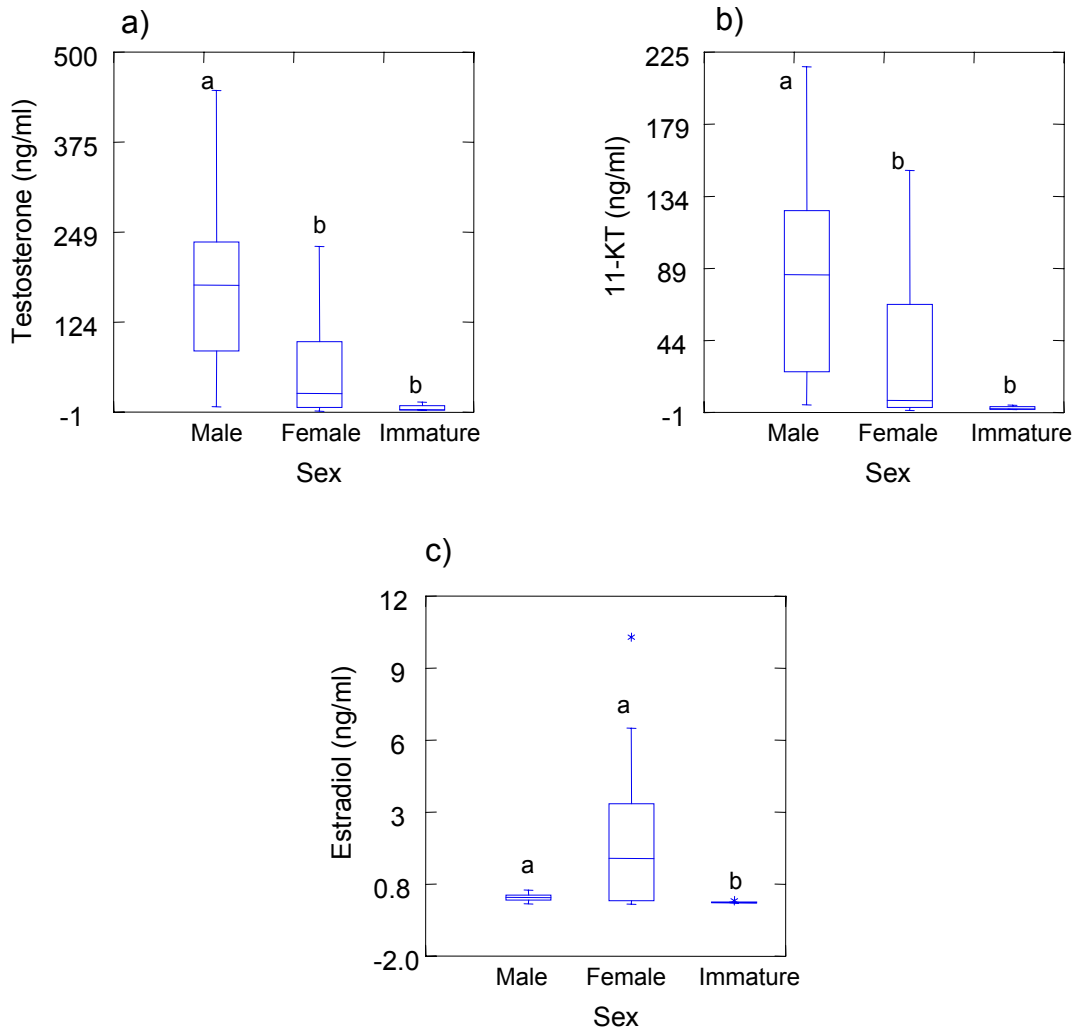 a)
500
375
249
124
-1
Testosterone (ng/ml)
a
b
b
Male Female Immature
Sex
b)
225
179
134
89
44
-1
11-KT (ng/ml)
a
b
b
Male Female Immature
Sex
c)
12
9
6
3
0.8
-2.0
Estradiol (ng/ml)
a
a
b
Male Female Immature
Sex